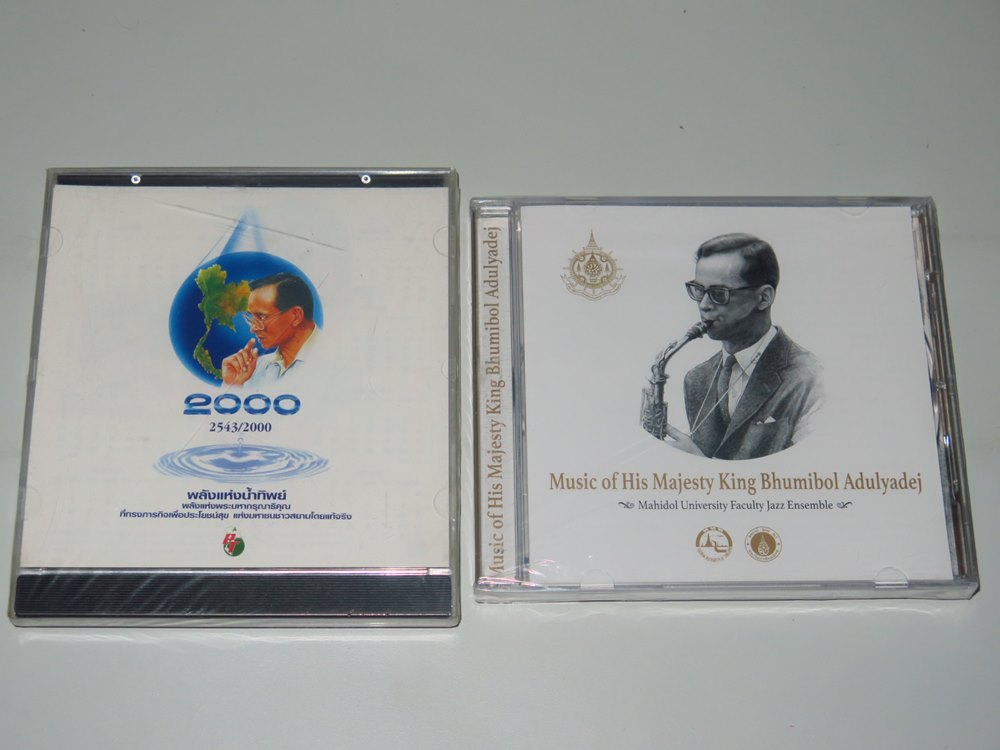 2000
2543/2000
พลังแห่งน้ำทิพย์
พลังแห่งพระมหากรุณาธิคุณ
ที่ทรงภารกิจเพื่อประโยชน์สุข แห่งมหาชนชาวสยามโดยแท้จริง
Music of His Majesty King Bhumibol Adulyadej
Music of His Majesty King Bhumibol Adulyadej
Mahidol University Faculty Jazz Ensemble